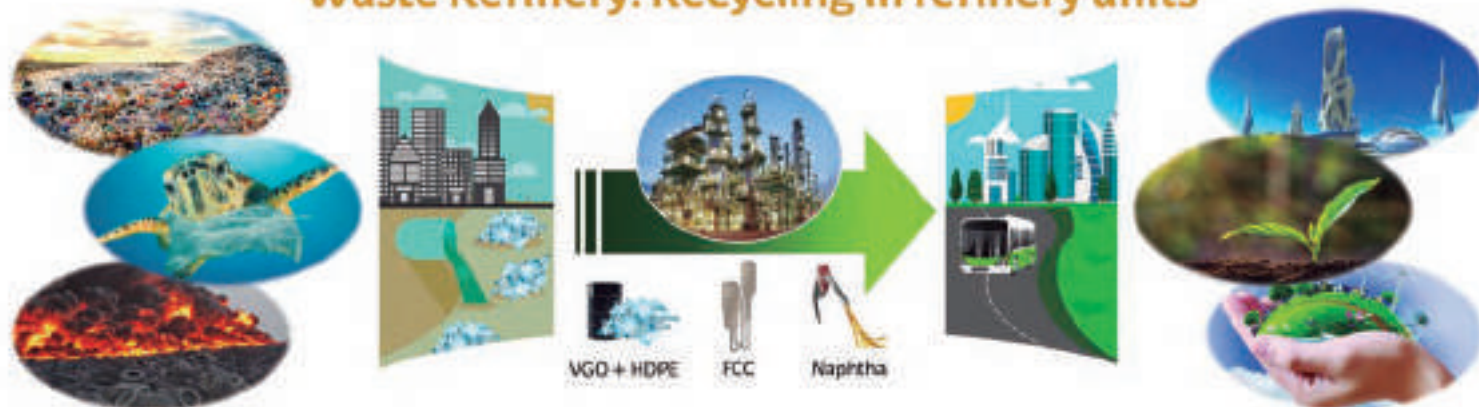 Waste Refinery: Recycling in refinery units
VGO + HDPE FCC Naphtha